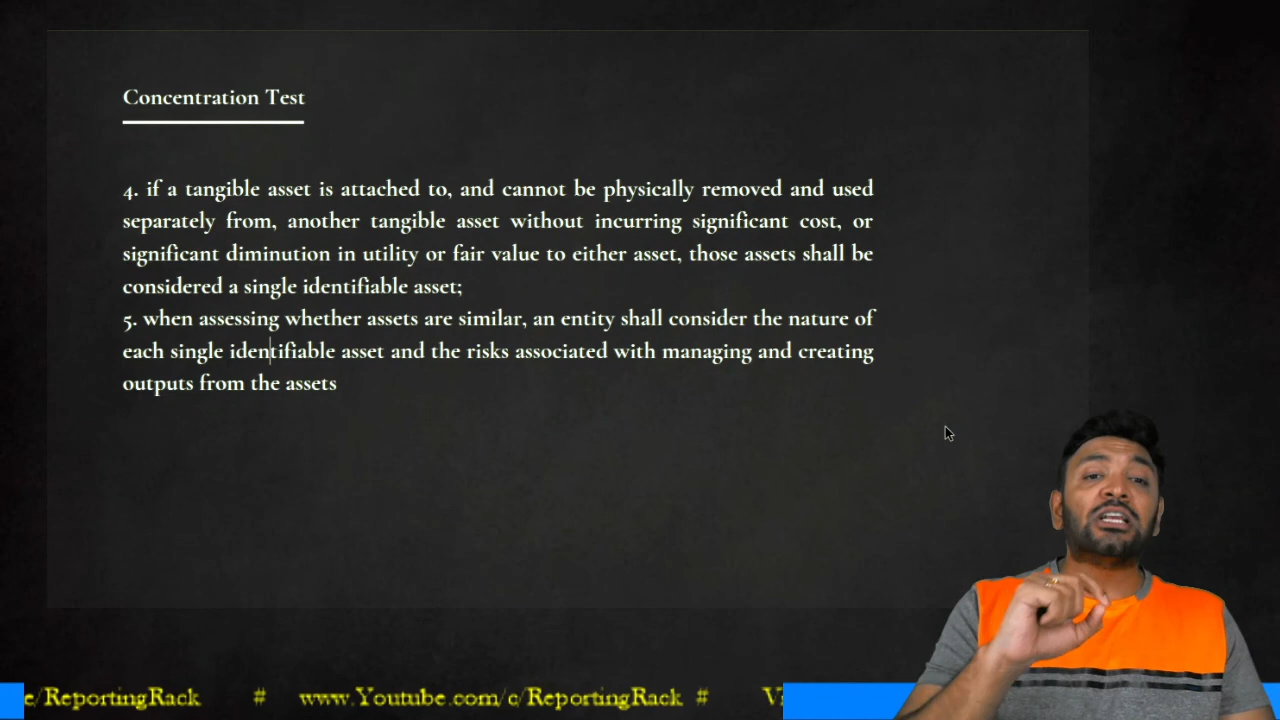 Concentration Test
4. if a tangible asset is attached to, and cannot be physically removed and used
separately from, another tangible asset without incurring significant cost, or
significant diminution in utility or fair value to either asset, those assets shall be
considered a single identifiable asset;
5. when assessing whether assets are similar, an entity shall consider the nature of
each single identifiable asset and the risks associated with managing and creating
outputs from the assets
e/ReportingRack # www.Youtube.com/c/ReportingRack #